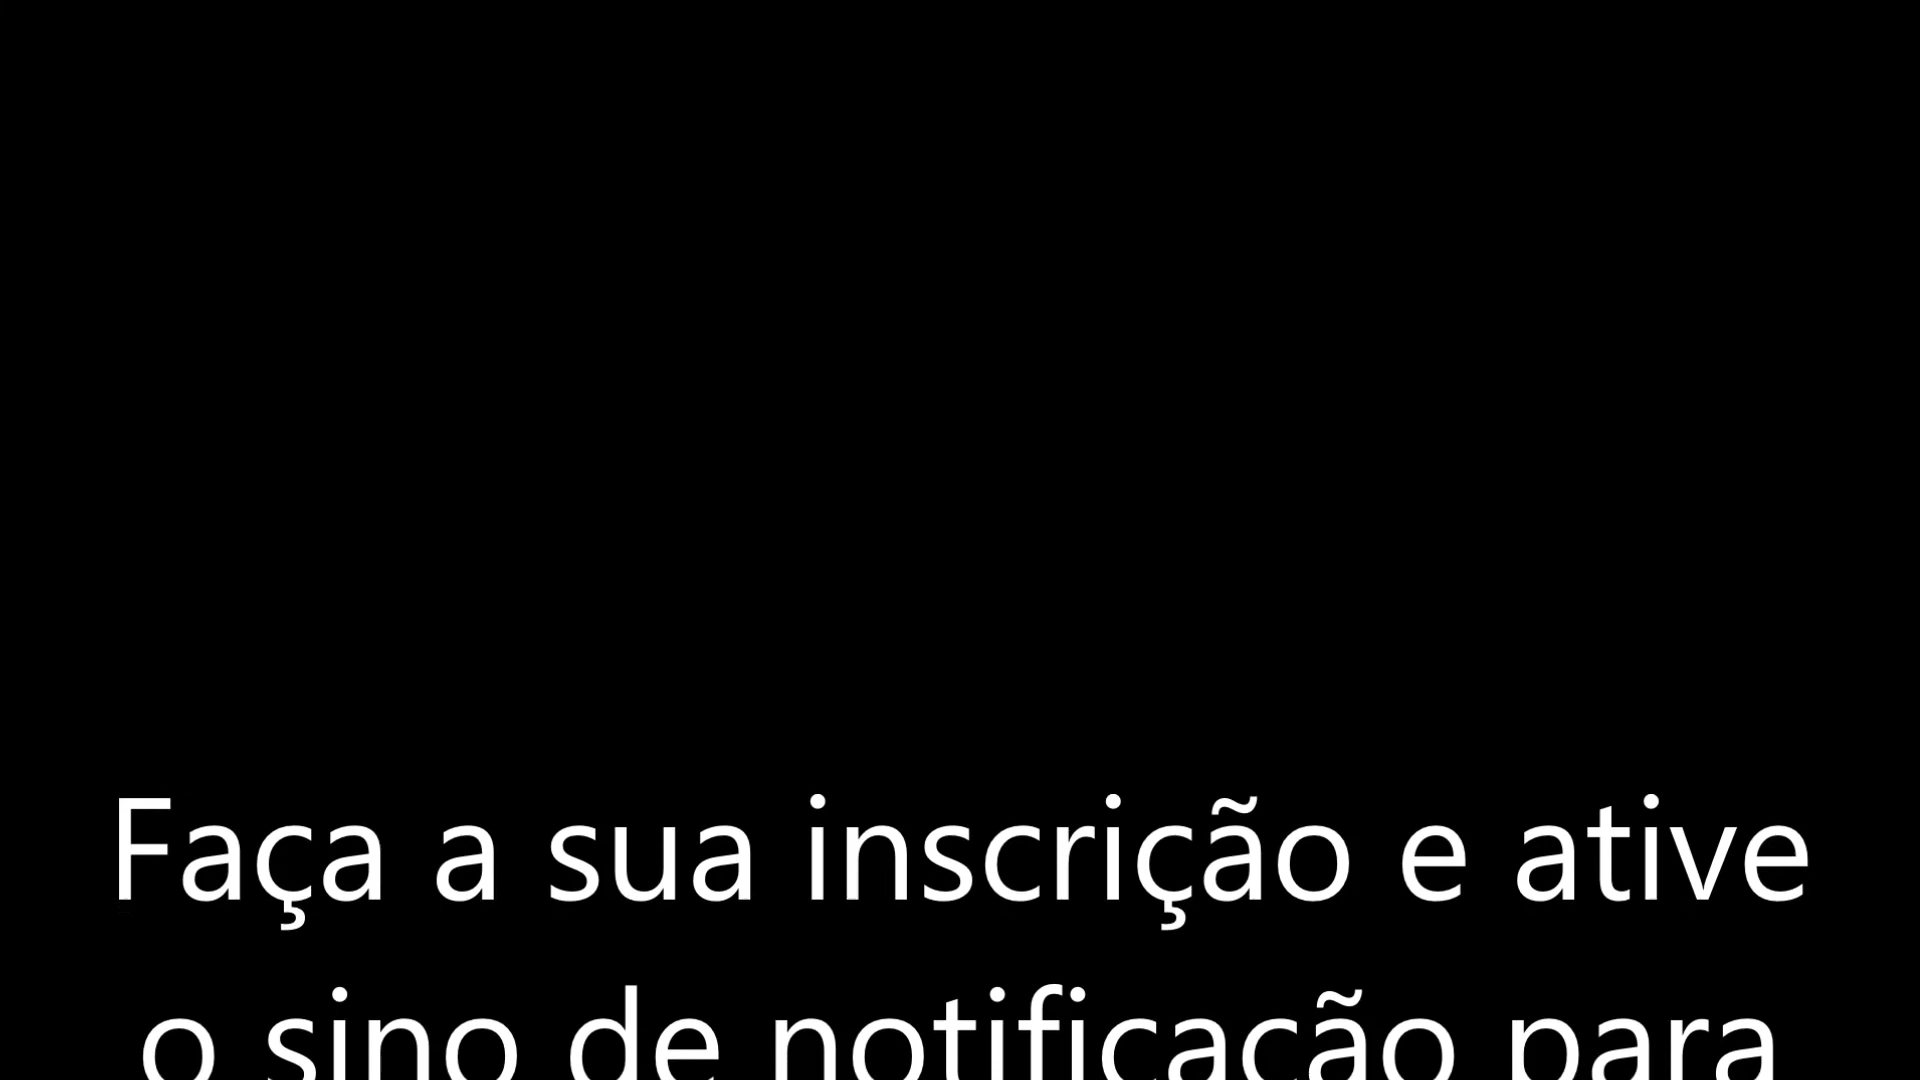 Faça a sua inscrição e ative
o sino de notificação para